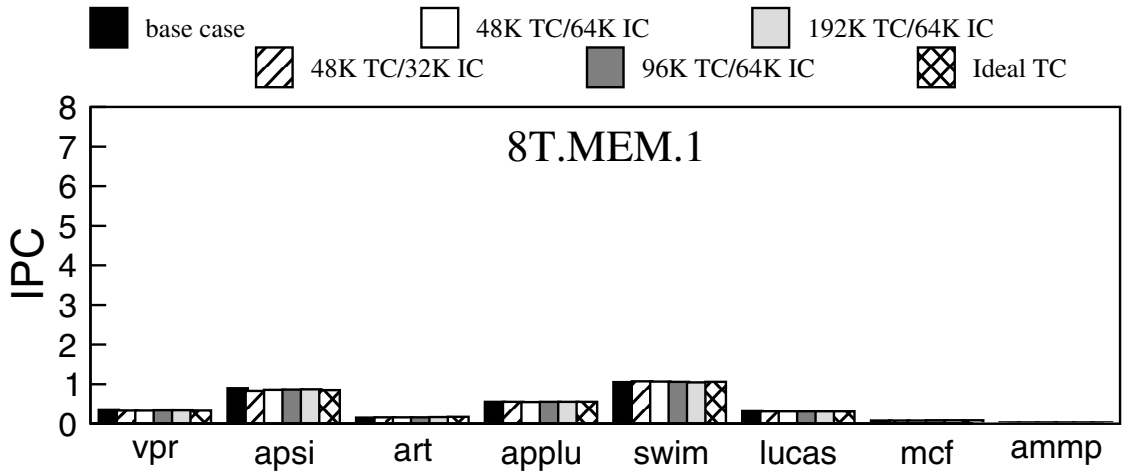 base case 48K TC/64K IC 192K TC/64K IC
48K TC/32K IC 96K TC/64K IC Ideal TC
8T.MEM.1
IPC
8
7
6
5
4
3
2
1
0
vpr apsi art applu swim lucas mcf ammp